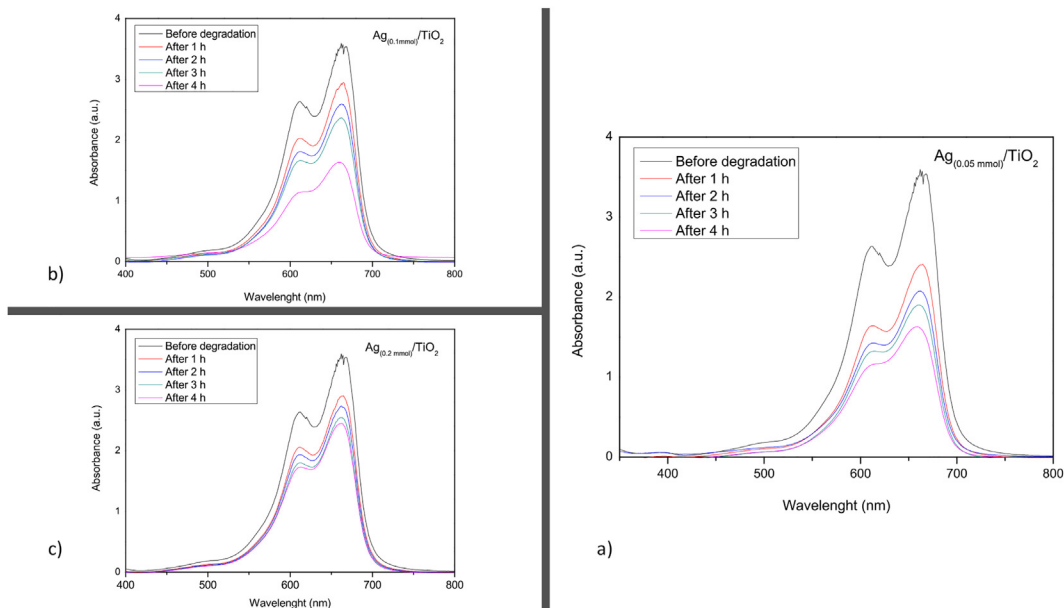 4
3
2
1
0
Absorbance (a.u.)
Before degradation
After 1 h
After 2 h
After 3 h
After 4 h
Ag(0.1mmol)/TiO2
400 500 600 700 800
Wavelenght (nm)
b)
4
3
2
1
0
Absorbance (a.u.)
Before degradation
After 1 h
After 2 h
After 3 h
After 4 h
Ag(0.2 mmol)/TiO2
400 500 600 700 800
Wavelenght (nm)
c)
4
3
2
1
0
Absorbance (a.u.)
Before degradation
After 1 h
After 2 h
After 3 h
After 4 h
Ag(0.05 mmol)/TiO2
400 500 600 700 800
Wavelenght (nm)
a)